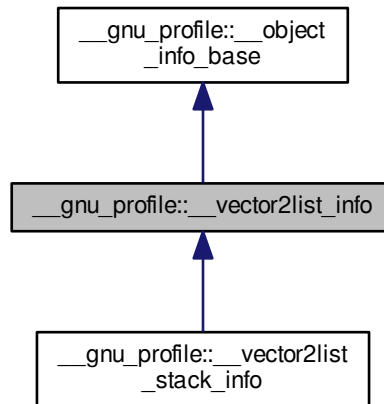 __gnu_profile::__object
_info_base
__gnu_profile::__vector2list_info
__gnu_profile::__vector2list
_stack_info